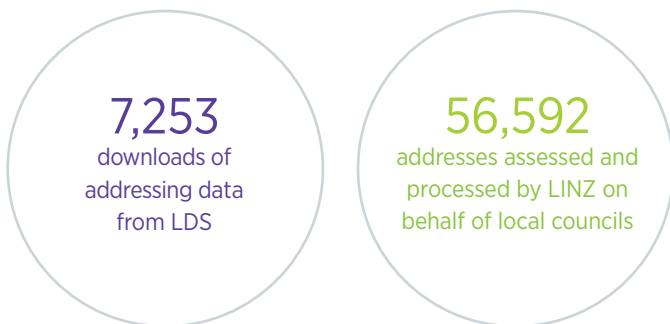 7,253
downloads of
addressing data
from LDS
56,592
addresses assessed and
processed by LINZ on
behalf of local councils